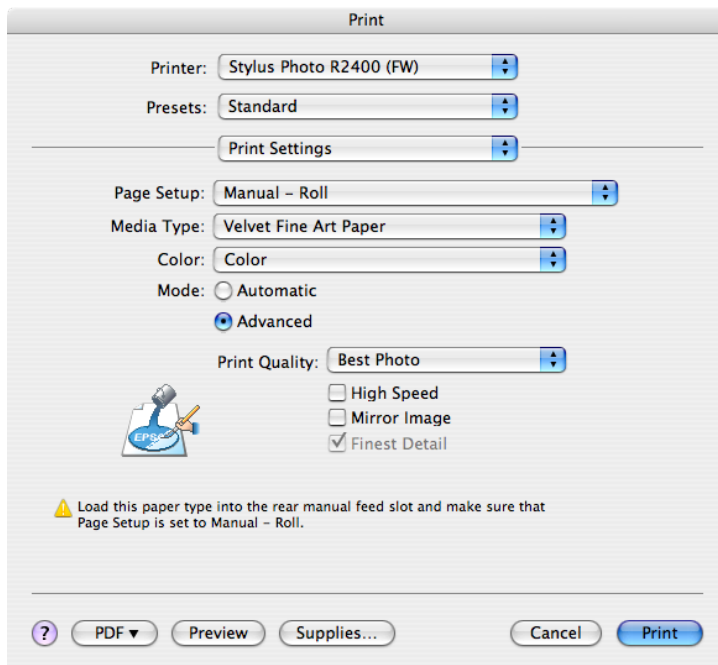 Print
Printer: Stylus Photo R2400 (FW)
Presets: Standard
Print Settings
Page Setup: Manual – Roll
Media Type: Velvet Fine Art Paper
Color: Color
Mode: Automatic
Advanced
Print Quality: Best Photo
High Speed
Mirror Image
Finest Detail
EPSO
Load this paper type into the rear manual feed slot and make sure that
Page Setup is set to Manual – Roll.
? PDF▼ Preview Supplies... Cancel Print